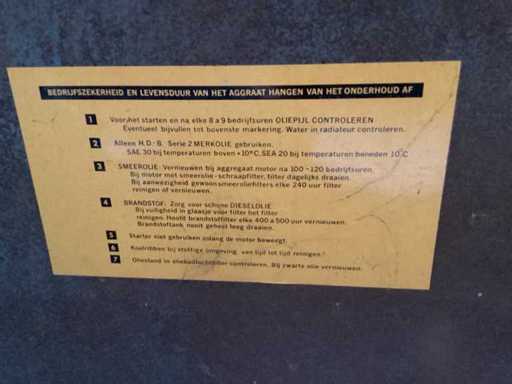 BEDRIJFSZEKERHEID EN LEVENSDUUR VAN HET AGGRAAT HANGEN VAN HET ONDERHOUD AF
1 Voor het starten en na elke 8 a 9 bedrijfsuren OLIEPIJL CONTROLEREN
Eventueel bijvullen tot bovenste markering. Water in radiateur controleren.
2 Alleen H.D.-B. Serie 2 MERKOLIE gebruiken.
SAE 30 bij temperaturen boven +10°C, SEA 20 bij temperaturen beneden 10°C
3 SMEEROLIE: Vernieuwen bij aggregaat motor na 100-120 bedrijfsuren.
Bij motor met smeerolie-schraapfilter, filter dagelijks draaien.
Bij aanwezigheid gewoon smeeroliefilters elke 240 uur filter
reinigen of vernieuwen.
4 BRANDSTOF: Zorg voor schone DIESELOLIE
Bij vuiligheid in glaasje voor filter het filter
reinigen. Hoofd brandstoffilter elke 400 a 500 uur vernieuwen.
Brandstoftank nooit geheel leeg draaien.
5 Starter niet gebruiken zolang de motor beweegt.
6 Koelribben bij stoffige omgeving van tijd tot tijd reinigen.
7 Oliestand in controleren. Bij zwarte olie vernieuwen.